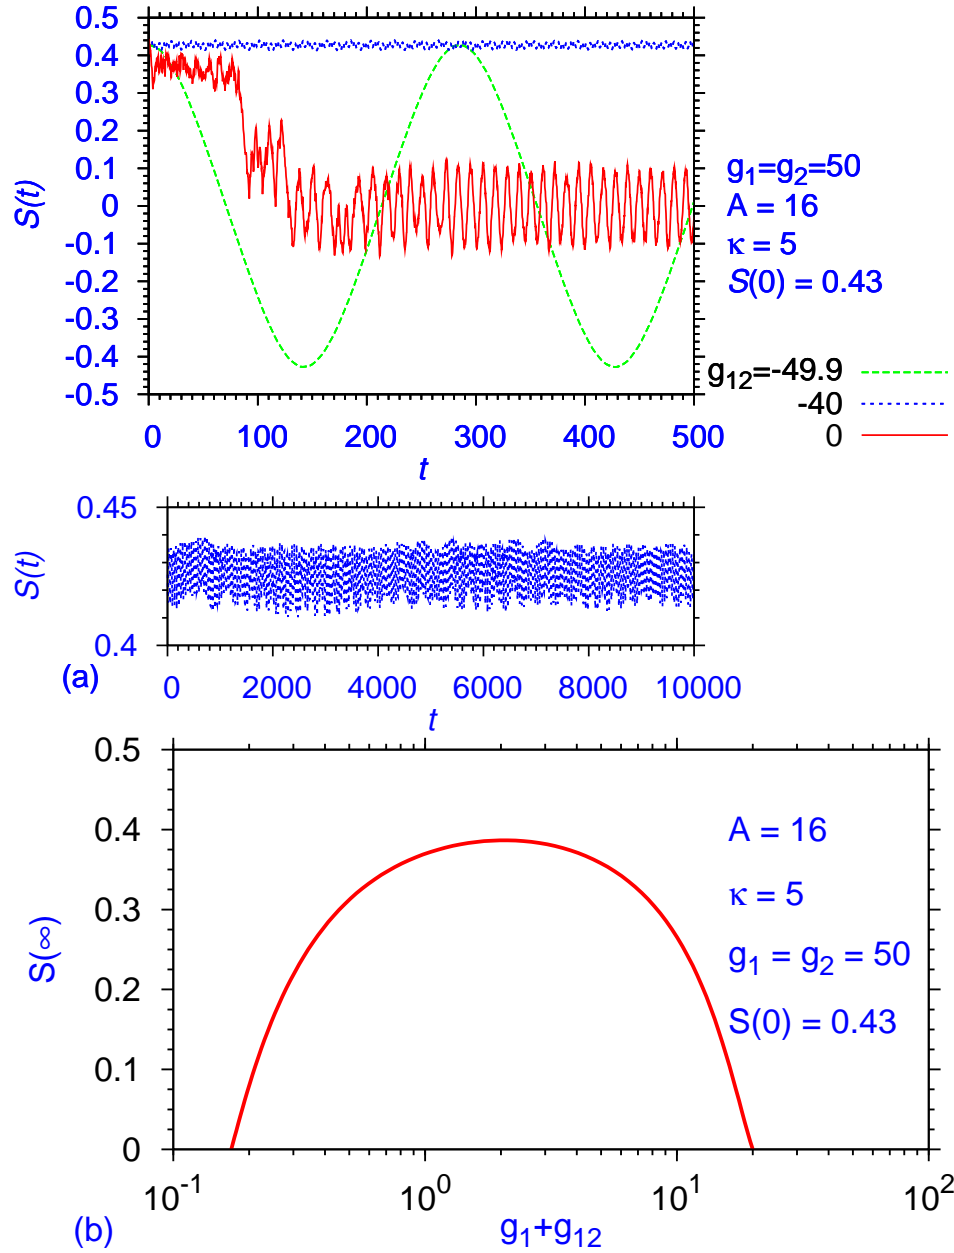 0.5
0.4
0.3
0.2
0.1
0
-0.1
-0.2
-0.3
-0.4
-0.5
S(t)
0 100 200 300 400 500
t
g1=g2=50
A = 16
κ = 5
S(0) = 0.43
g12=-49.9
-40
0
0.45
0.4
S(t)
(a)
0 2000 4000 6000 8000 10000
t
0.5
0.4
0.3
0.2
0.1
0
S(∞)
A = 16
κ = 5
g1 = g2 = 50
S(0) = 0.43
10-1 100 101 102
(b)
g1+g12